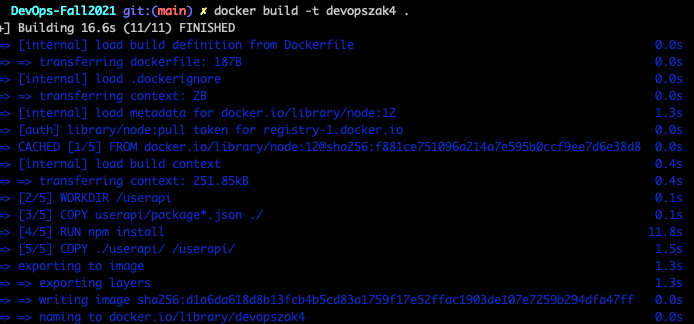 DevOps-Fall2021 git:(main) ✗ docker build -t devopszak4 .
+] Building 16.6s (11/11) FINISHED
=> [internal] load build definition from Dockerfile 0.0s
=> => transferring dockerfile: 187B 0.0s
=> [internal] load .dockerignore 0.0s
=> => transferring context: 2B 0.0s
=> [internal] load metadata for docker.io/library/node:12 1.3s
=> [auth] library/node:pull token for registry-1.docker.io 0.0s
=> CACHED [1/5] FROM docker.io/library/node:12@sha256:f881ce751096a214a7e595b0ccf9ee7d6e38d8 0.0s
=> [internal] load build context 0.4s
=> => transferring context: 251.85kB 0.4s
=> [2/5] WORKDIR /userapi 0.1s
=> [3/5] COPY userapi/package*.json ./ 0.1s
=> [4/5] RUN npm install 11.8s
=> [5/5] COPY ./userapi/ /userapi/ 1.5s
=> exporting to image 1.3s
=> => exporting layers 1.3s
=> => writing image sha256:d1a6da618d8b13fcb4b5cd83a1759f17e52ffac1903de107e7259b294dfa47ff 0.0s
=> => naming to docker.io/library/devopszak4 0.0s